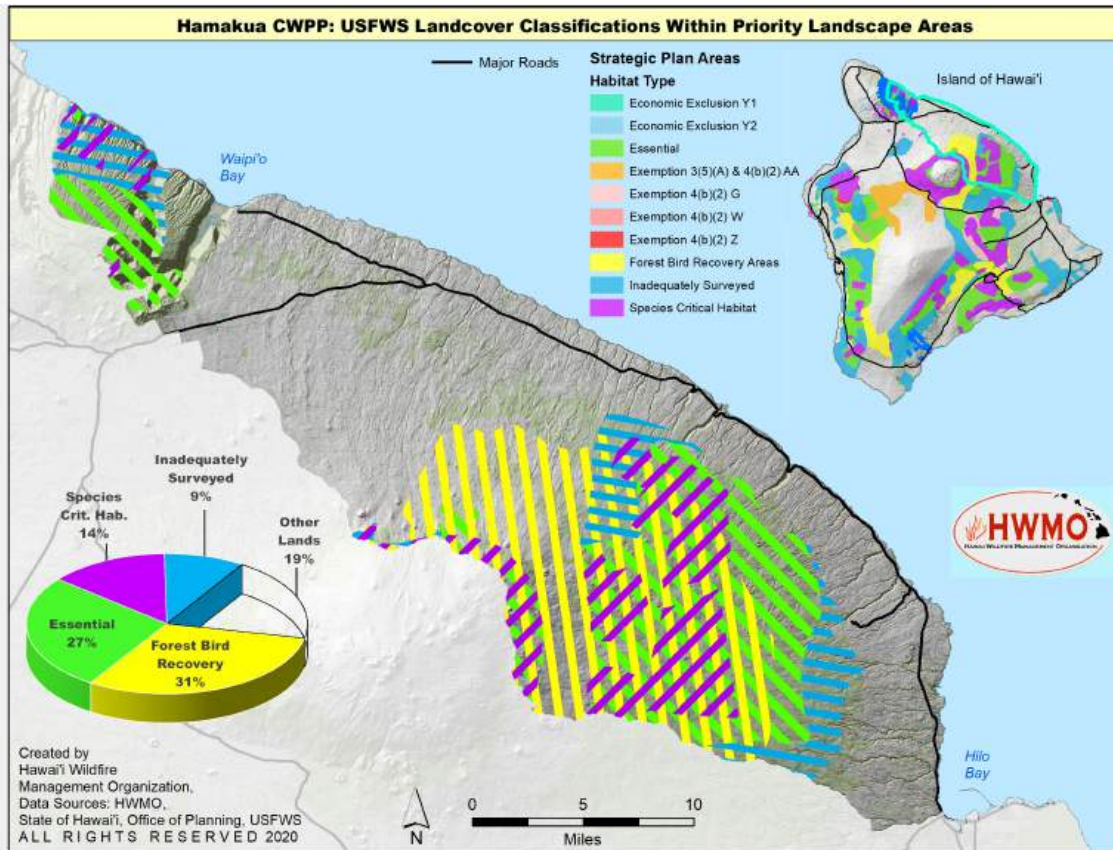 Hamakua CWPP: USFWS Landcover Classifications Within Priority Landscape Areas
Major Roads
Strategic Plan Areas
Habitat Type
Economic Exclusion Y1
Economic Exclusion Y2
Essential
Exemption 3(5)(A) & 4(b)(2) AA
Exemption 4(b)(2) G
Exemption 4(b)(2) W
Exemption 4(b)(2) Z
Forest Bird Recovery Areas
Inadequately Surveyed
Species Critical Habitat
Island of Hawai'i
Waipi'o
Bay
HWMO
HAWAII WILDFIRE MANAGEMENT ORGANIZATION
Inadequately
Surveyed
9%
Species
Crit. Hab.
14%
Other
Lands
19%
Essential
27%
Forest Bird
Recovery
31%
Hilo
Bay
Created by
Hawai'i Wildfire
Management Organization,
Data Sources: HWMO,
State of Hawai'i, Office of Planning, USFWS
ALL RIGHTS RESERVED 2020
N
0 5 10
Miles